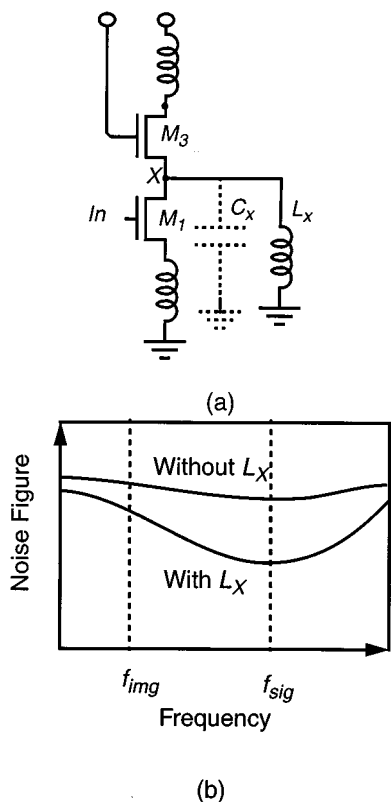 M3
X
In
M1
Cx
Lx
(a)
Noise Figure
Without LX
With LX
fimg
fsig
Frequency
(b)